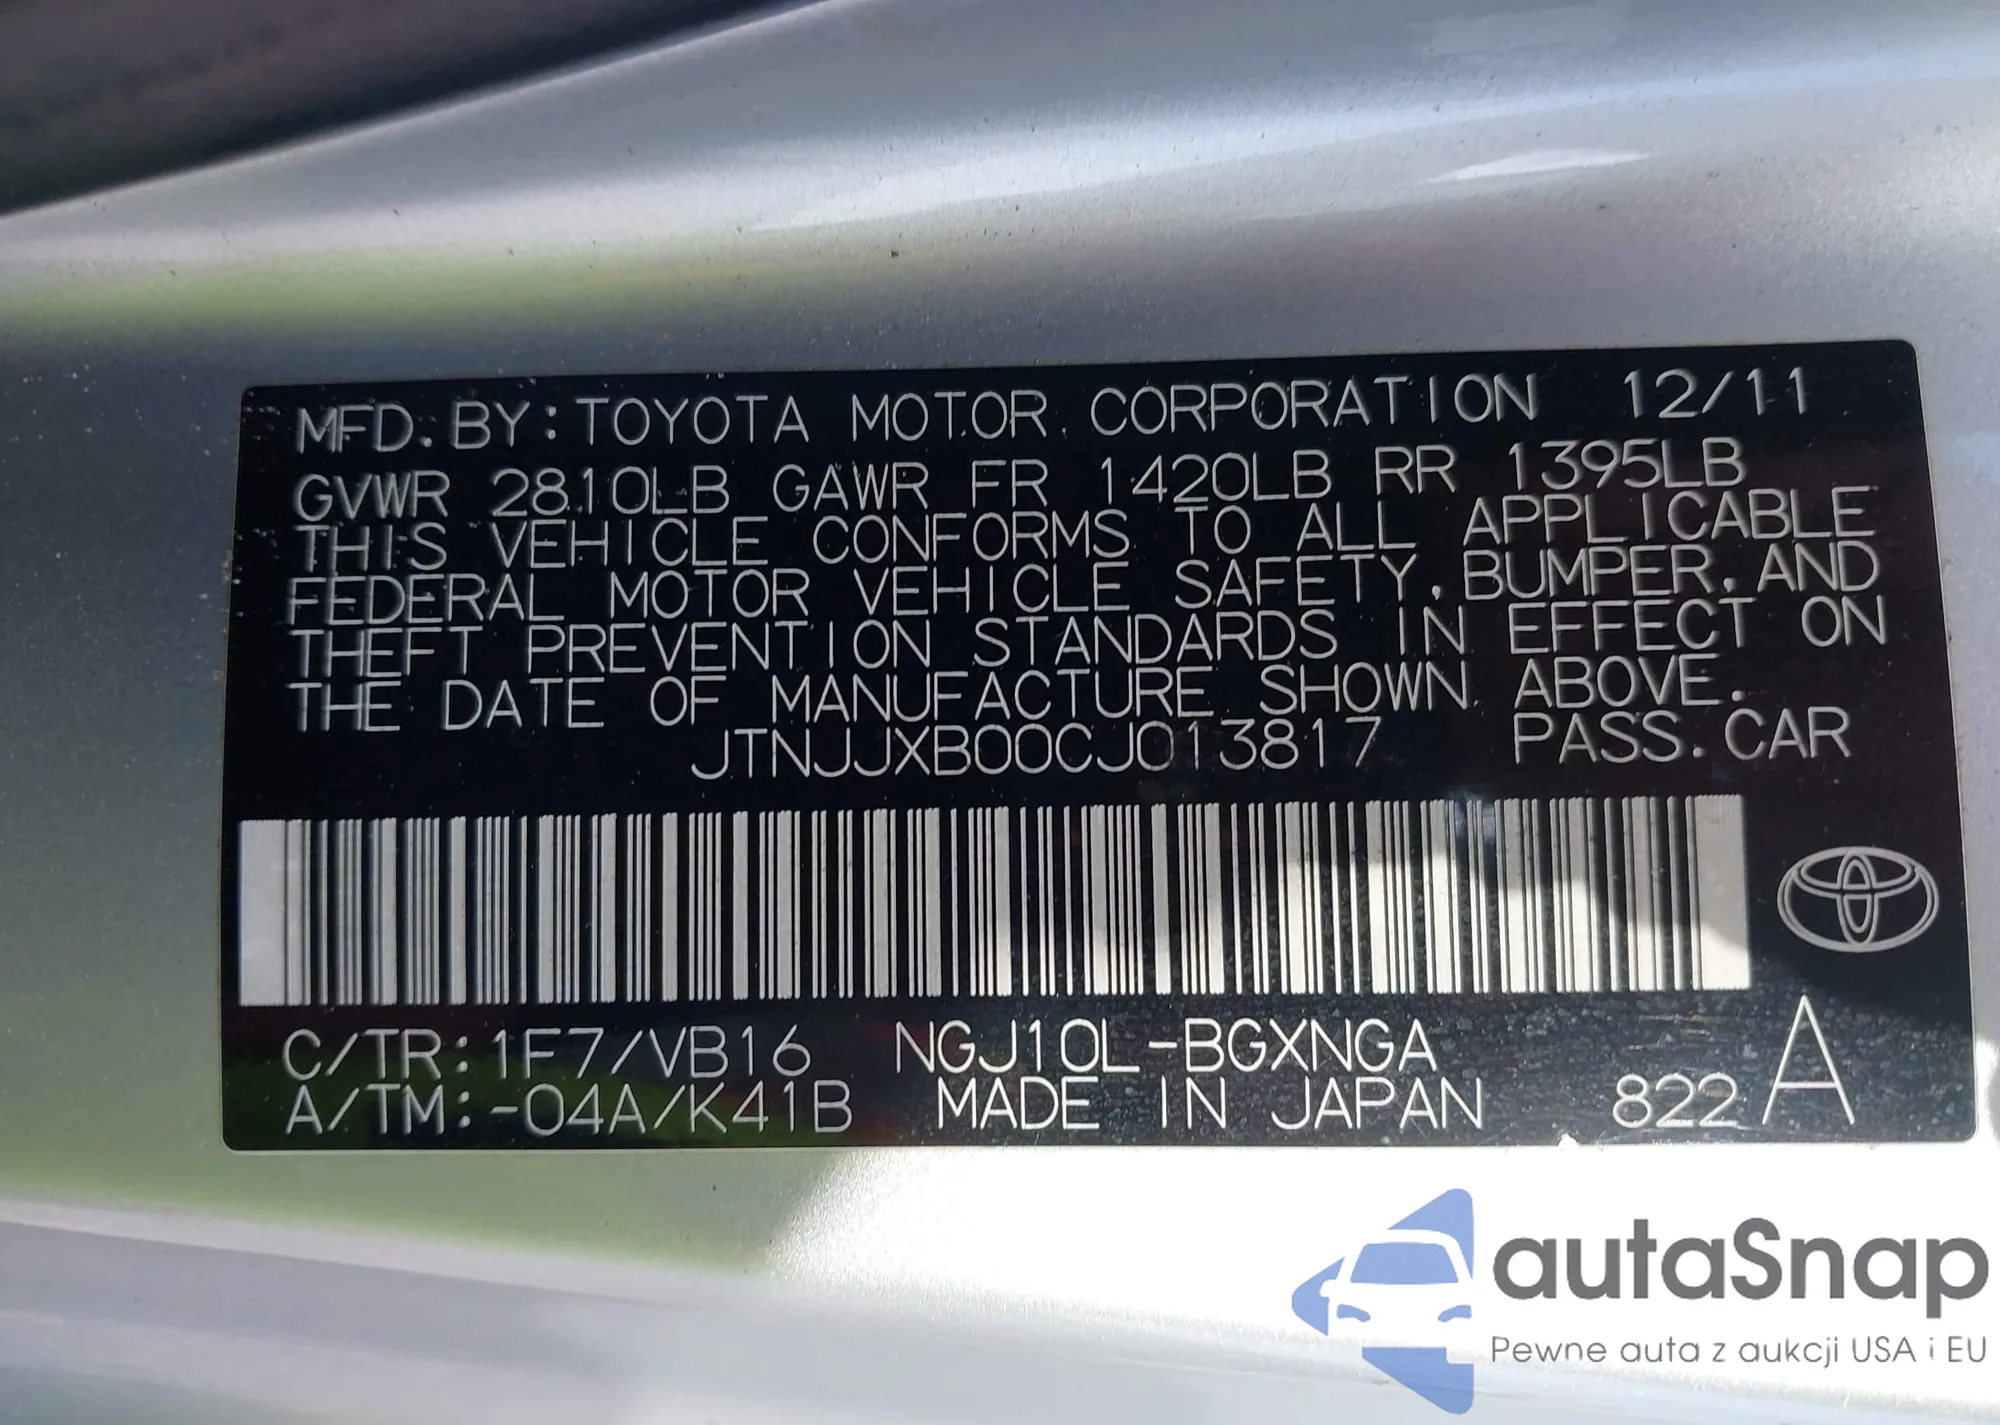 MFD. BY: TOYOTA MOTOR CORPORATION 12/11
GVWR 2810LB GAWR FR 1420LB RR 1395LB
THIS VEHICLE CONFORMS TO ALL APPLICABLE
FEDERAL MOTOR VEHICLE SAFETY, BUMPER, AND
THEFT PREVENTION STANDARDS IN EFFECT ON
THE DATE OF MANUFACTURE SHOWN ABOVE.
JTNJJXB00CJ013817 PASS. CAR
C/TR: 1F7/VB16 NGJ10L-BGXNGA
A/TM: -04A/K41B MADE IN JAPAN 822 A
autaSnap
Pewne auta z aukcji USA i EU